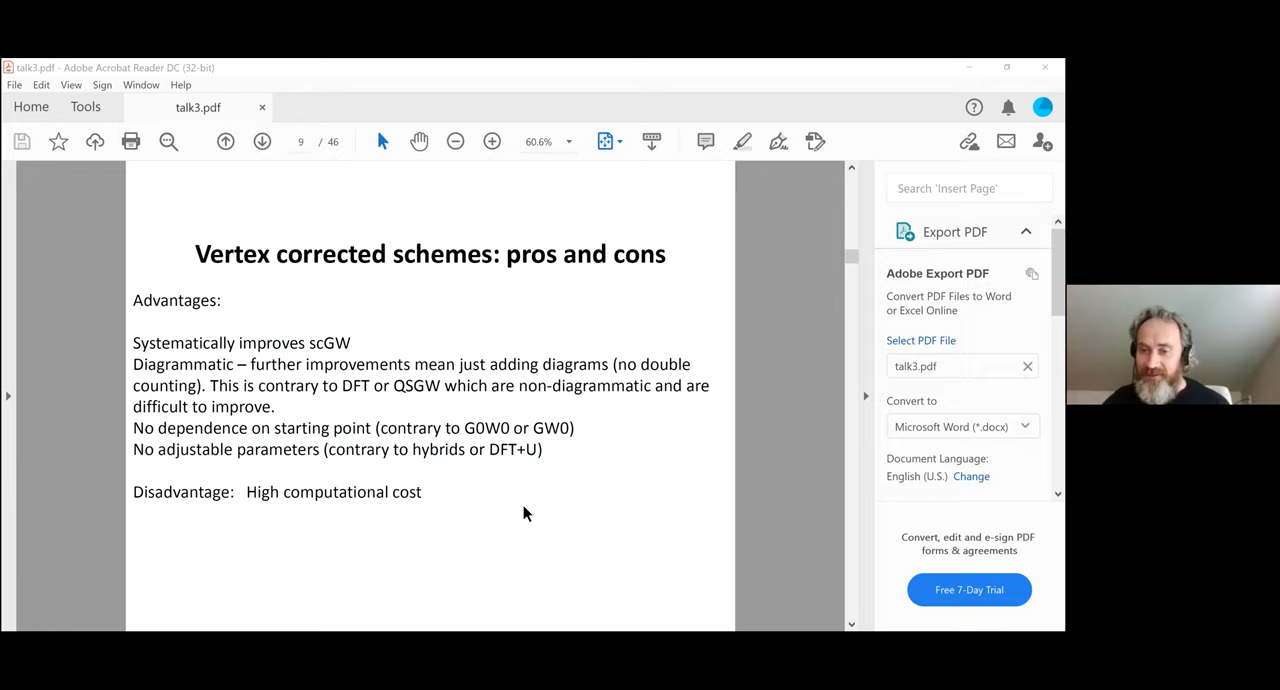 talk3.pdf - Adobe Acrobat Reader DC (32-bit)
File Edit View Sign Window Help
Home Tools talk3.pdf
9 / 46 60.6%
Vertex corrected schemes: pros and cons
Advantages:
Systematically improves scGW
Diagrammatic – further improvements mean just adding diagrams (no double
counting). This is contrary to DFT or QSGW which are non-diagrammatic and are
difficult to improve.
No dependence on starting point (contrary to G0W0 or GW0)
No adjustable parameters (contrary to hybrids or DFT+U)
Disadvantage: High computational cost
Search 'Insert Page'
Export PDF
Adobe Export PDF
Convert PDF Files to Word
or Excel Online
Select PDF File
talk3.pdf
Convert to
Microsoft Word (*.docx)
Document Language:
English (U.S.) Change
Convert, edit and e-sign PDF
forms & agreements
Free 7-Day Trial